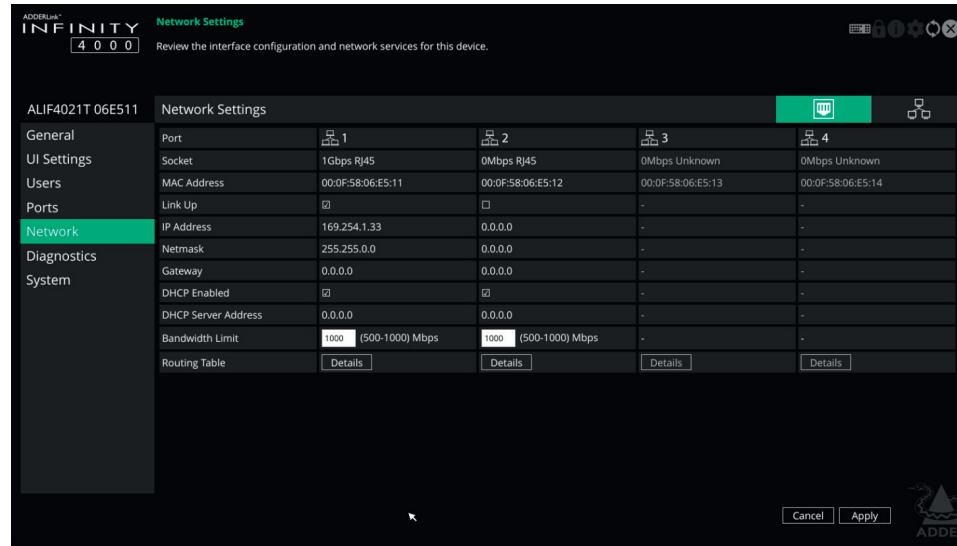 ADDERLink™
INFINITY
4000
Network Settings
Review the interface configuration and network services for this device.
ALIF4021T 06E511
Network Settings
General
UI Settings
Users
Ports
Network
Diagnostics
System
Port 1 2 3 4
Socket 1Gbps RJ45 0Mbps RJ45 0Mbps Unknown 0Mbps Unknown
MAC Address 00:0F:58:06:E5:11 00:0F:58:06:E5:12 00:0F:58:06:E5:13 00:0F:58:06:E5:14
Link Up ☑ ☐ - -
IP Address 169.254.1.33 0.0.0.0 - -
Netmask 255.255.0.0 0.0.0.0 - -
Gateway 0.0.0.0 0.0.0.0 - -
DHCP Enabled ☑ ☑ - -
DHCP Server Address 0.0.0.0 0.0.0.0 - -
Bandwidth Limit 1000 (500-1000) Mbps 1000 (500-1000) Mbps - -
Routing Table Details Details Details Details
Cancel Apply
ADDE